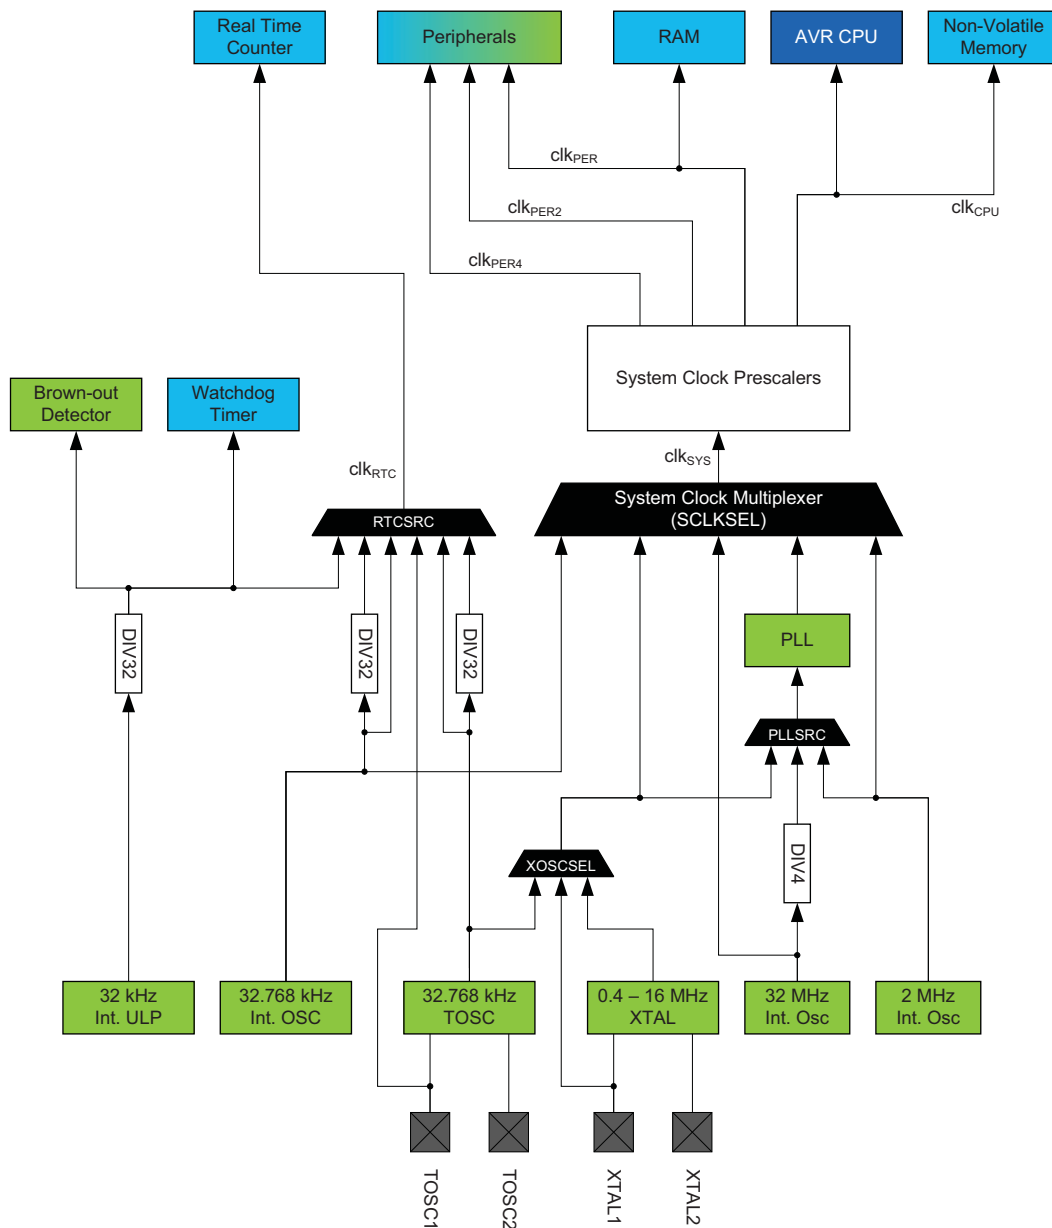 Real Time
Counter
Peripherals
RAM
AVR CPU
Non-Volatile
Memory
clkPER
clkPER2
clkCPU
clkPER4
System Clock Prescalers
Brown-out
Detector
Watchdog
Timer
clkRTC
clkSYS
RTCSRC
System Clock Multiplexer
(SCLKSEL)
DIV32
DIV32
DIV32
PLL
PLLSRC
DIV4
XOSCSEL
32 kHz
Int. ULP
32.768 kHz
Int. OSC
32.768 kHz
TOSC
0.4 – 16 MHz
XTAL
32 MHz
Int. Osc
2 MHz
Int. Osc
TOSC1
TOSC2
XTAL1
XTAL2